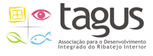 tagus
Associação para o Desenvolvimento
Integrado do Ribatejo Interior